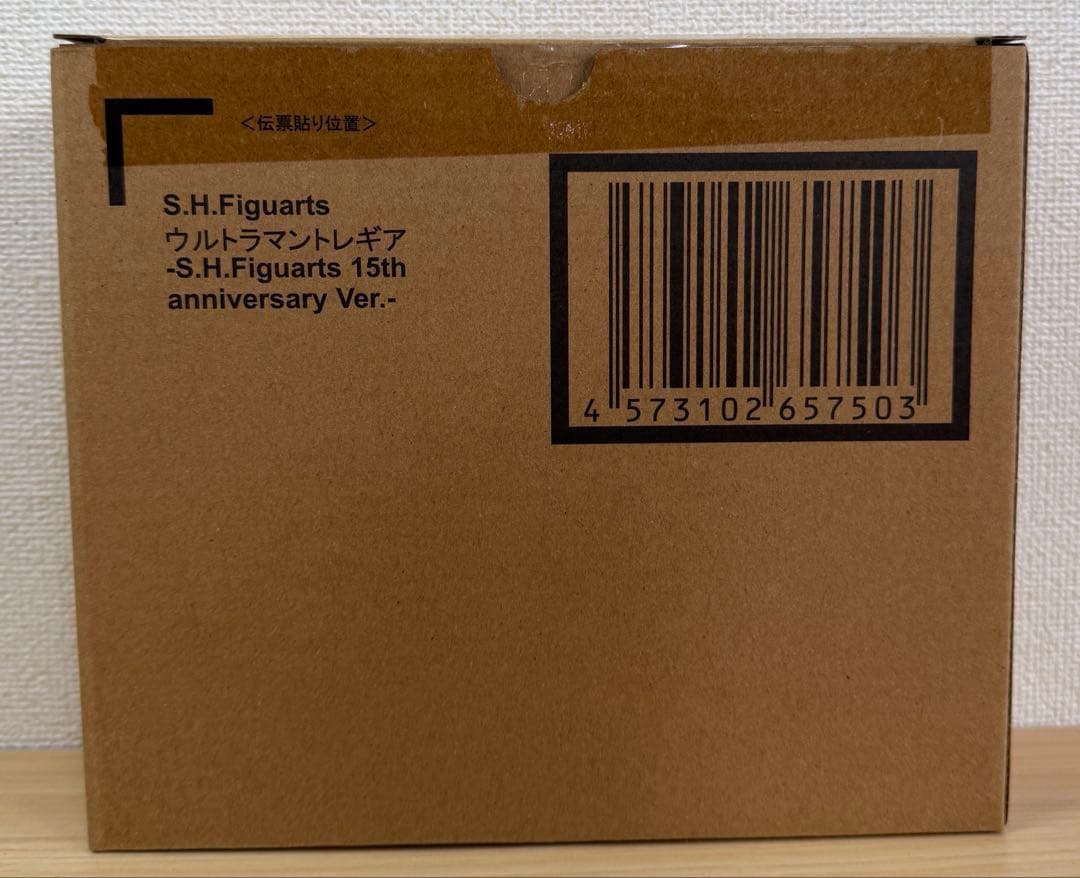 <伝票貼り位置>
S.H.Figuarts
ウルトラマントレギア
-S.H.Figuarts 15th
anniversary Ver.-
4 573102 657503